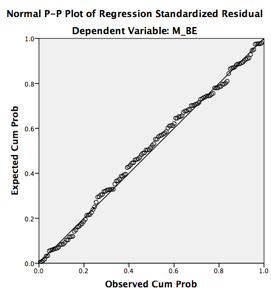 Normal P-P Plot of Regression Standardized Residual
Dependent Variable: M_BE
Expected Cum Prob
1.0
0.8
0.6
0.4
0.2
0.0
0.0 0.2 0.4 0.6 0.8 1.0
Observed Cum Prob